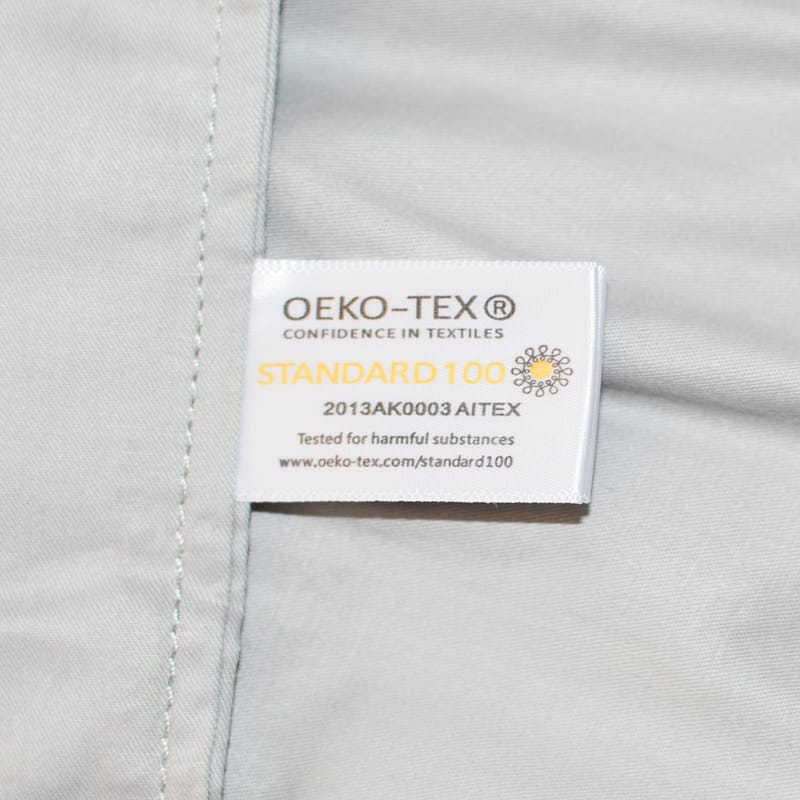 OEKO-TEX®
CONFIDENCE IN TEXTILES
STANDARD 100
2013AK0003 AITEX
Tested for harmful substances
www.oeko-tex.com/standard100